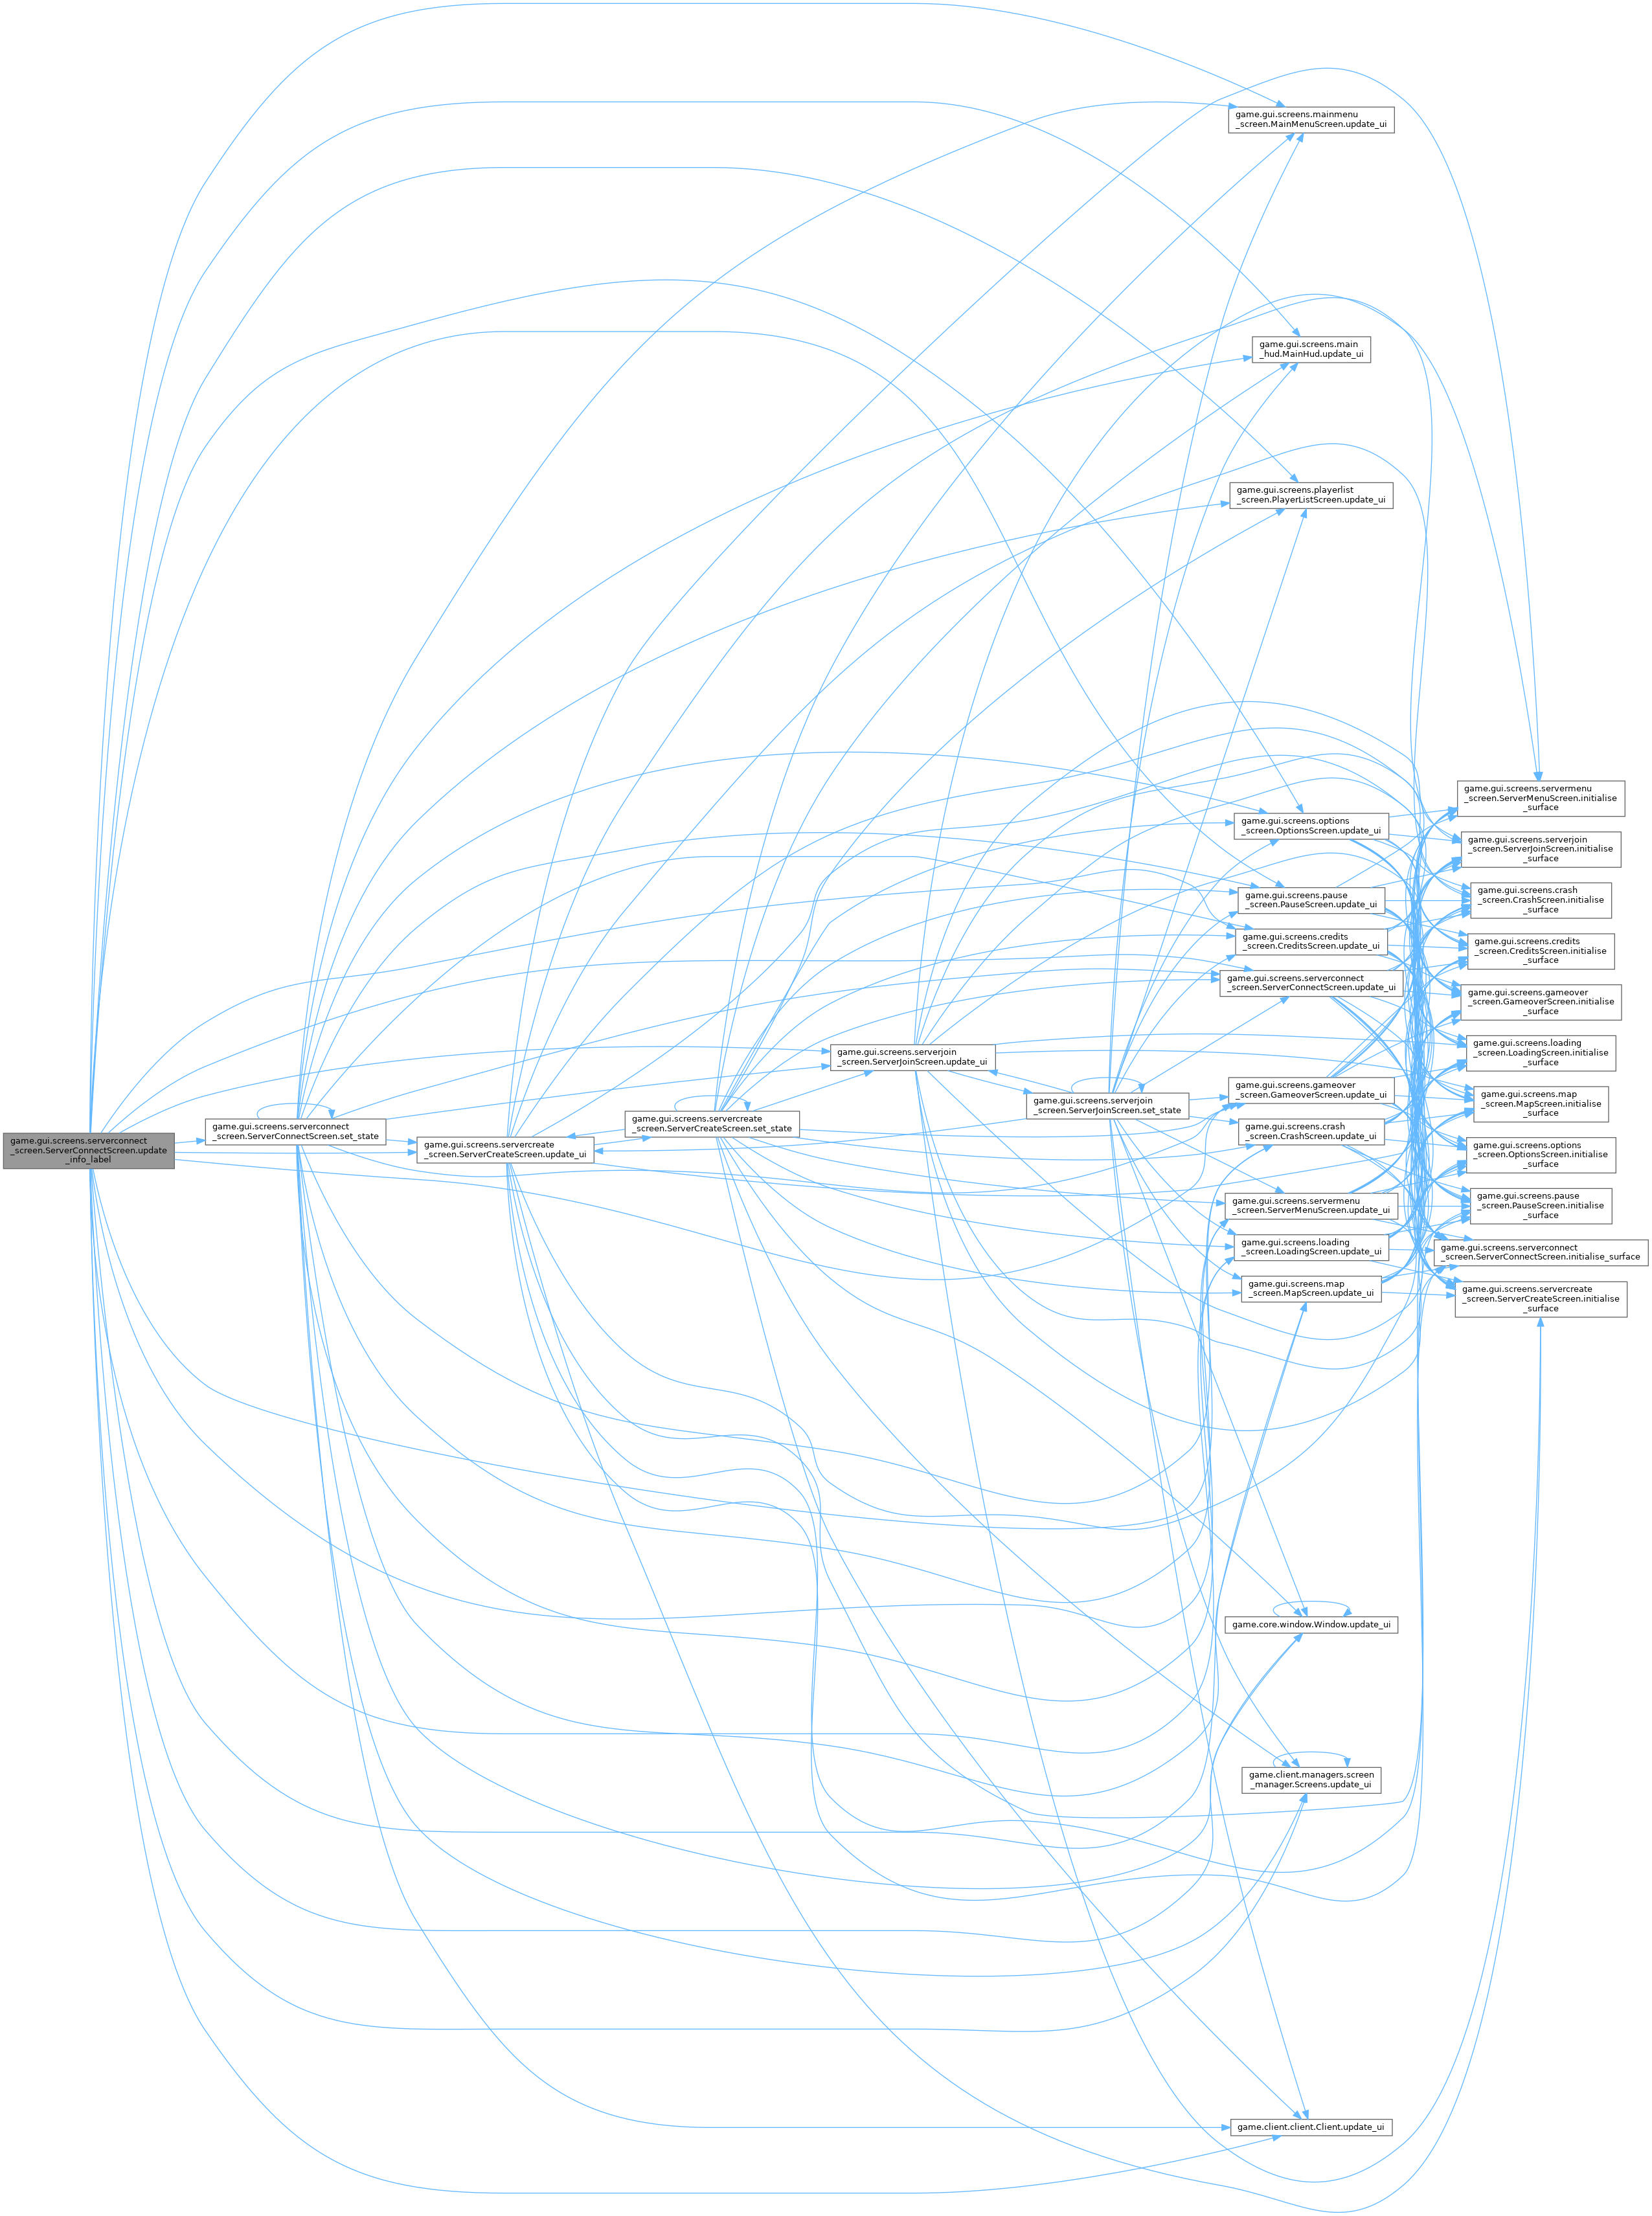 game.gui.screens.mainmenu
_screen.MainMenuScreen.update_ui
game.gui.screens.main
_hud.MainHud.update_ui
game.gui.screens.playerlist
_screen.PlayerListScreen.update_ui
game.gui.screens.servermenu
_screen.ServerMenuScreen.initialise
_surface
game.gui.screens.options
_screen.OptionsScreen.update_ui
game.gui.screens.serverjoin
_screen.ServerJoinScreen.initialise
_surface
game.gui.screens.pause
_screen.PauseScreen.update_ui
game.gui.screens.crash
_screen.CrashScreen.initialise
_surface
game.gui.screens.credits
_screen.CreditsScreen.update_ui
game.gui.screens.credits
_screen.CreditsScreen.initialise
_surface
game.gui.screens.serverconnect
_screen.ServerConnectScreen.update_ui
game.gui.screens.gameover
_screen.GameoverScreen.initialise
_surface
game.gui.screens.serverjoin
_screen.ServerJoinScreen.update_ui
game.gui.screens.loading
_screen.LoadingScreen.initialise
_surface
game.gui.screens.gameover
_screen.GameoverScreen.update_ui
game.gui.screens.map
_screen.MapScreen.initialise
_surface
game.gui.screens.serverjoin
_screen.ServerJoinScreen.set_state
game.gui.screens.servercreate
_screen.ServerCreateScreen.set_state
game.gui.screens.serverconnect
_screen.ServerConnectScreen.set_state
game.gui.screens.crash
_screen.CrashScreen.update_ui
game.gui.screens.serverconnect
_screen.ServerConnectScreen.update
_info_label
game.gui.screens.servercreate
_screen.ServerCreateScreen.update_ui
game.gui.screens.options
_screen.OptionsScreen.initialise
_surface
game.gui.screens.servermenu
_screen.ServerMenuScreen.update_ui
game.gui.screens.pause
_screen.PauseScreen.initialise
_surface
game.gui.screens.loading
_screen.LoadingScreen.update_ui
game.gui.screens.serverconnect
_screen.ServerConnectScreen.initialise_surface
game.gui.screens.map
_screen.MapScreen.update_ui
game.gui.screens.servercreate
_screen.ServerCreateScreen.initialise
_surface
game.core.window.Window.update_ui
game.client.managers.screen
_manager.Screens.update_ui
game.client.client.Client.update_ui